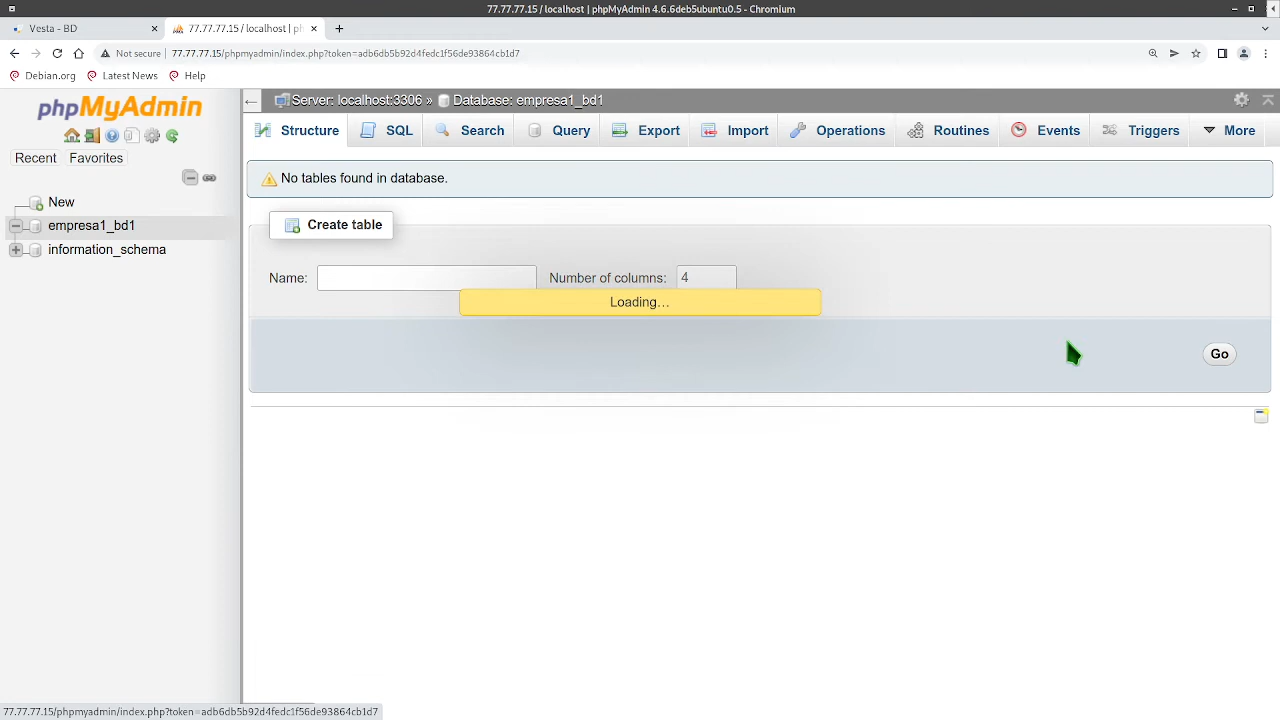 77.77.77.15 / localhost | phpMyAdmin 4.6.6deb5ubuntu0.5 - Chromium
Vesta - BD
77.77.77.15 / localhost | ph
Not secure | 77.77.77.15/phpmyadmin/index.php?token=adb6db5b92d4fedc1f56de93864cb1d7
Debian.org Latest News Help
phpMyAdmin
Recent Favorites
New
empresa1_bd1
information_schema
Server: localhost:3306 » Database: empresa1_bd1
Structure SQL Search Query Export Import Operations Routines Events Triggers More
No tables found in database.
Create table
Name: Number of columns: 4
Loading…
Go
77.77.77.15/phpmyadmin/index.php?token=adb6db5b92d4fedc1f56de93864cb1d7